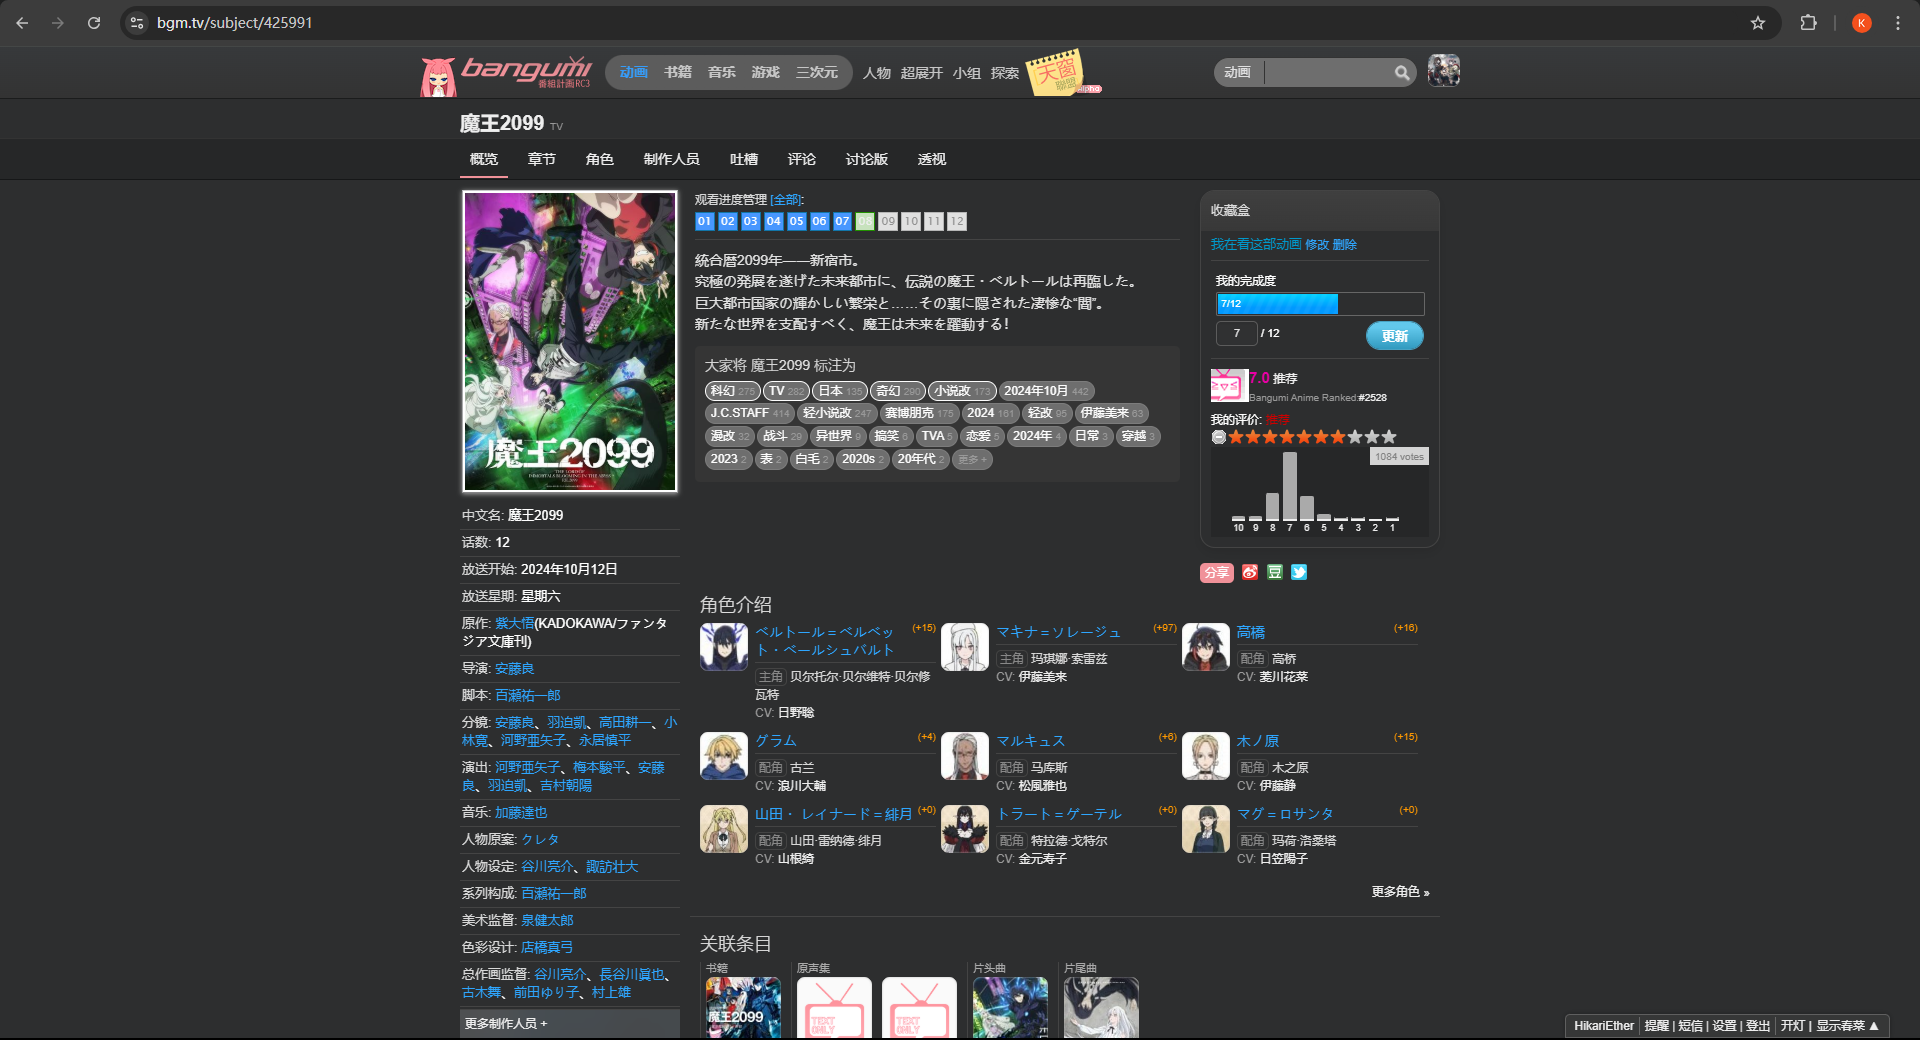 bgm.tv/subject/425991
K
bangumi
番組計画RC3
动画 书籍 音乐 游戏 三次元 人物 超展开 小组 探索
天窗
联盟
alpha
动画
魔王2099 TV
概览 章节 角色 制作人员 吐槽 评论 讨论版 透视
魔王2099
中文名: 魔王2099
话数: 12
放送开始: 2024年10月12日
放送星期: 星期六
原作: 紫大悟(KADOKAWA/ファンタ
ジア文庫刊)
导演: 安藤良
脚本: 百瀬祐一郎
分镜: 安藤良、羽迫凱、高田耕一、小
林寛、河野亜矢子、永居慎平
演出: 河野亜矢子、梅本駿平、安藤
良、羽迫凱、吉村朝陽
音乐: 加藤達也
人物原案: クレタ
人物设定: 谷川亮介、諏訪壮大
系列构成: 百瀬祐一郎
美术监督: 泉健太郎
色彩设计: 店橋真弓
总作画监督: 谷川亮介、長谷川眞也、
古木舞、前田ゆり子、村上雄
更多制作人员 +
观看进度管理 [全部]:
01 02 03 04 05 06 07 08 09 10 11 12
統合暦2099年——新宿市。
究極の発展を遂げた未来都市に、伝説の魔王・ベルトールは再臨した。
巨大都市国家の輝かしい繁栄と……その裏に隠された凄惨な“闇”。
新たな世界を支配すべく、魔王は未来を躍動する！
大家将 魔王2099 标注为
科幻 275 TV 282 日本 135 奇幻 290 小说改 173 2024年10月 442
J.C.STAFF 414 轻小说改 247 赛博朋克 175 2024 161 轻改 95 伊藤美来 63
漫改 32 战斗 29 异世界 9 搞笑 6 TVA 5 恋爱 5 2024年 4 日常 3 穿越 3
2023 2 表 2 白毛 2 2020s 2 20年代 2 更多 +
收藏盒
我在看这部动画 修改 删除
我的完成度
7/12
7 / 12
更新
7.0 推荐
Bangumi Anime Ranked:#2528
我的评价: 推荐
1084 votes
10 9 8 7 6 5 4 3 2 1
分享
豆
角色介绍
ベルトール＝ベルベッ
ト・ベールシュバルト
(+15)
主角 贝尔托尔·贝尔维特·贝尔修
瓦特
CV: 日野聡
マキナ＝ソレージュ (+97)
主角 玛琪娜·索雷兹
CV: 伊藤美来
高橋 (+16)
配角 高桥
CV: 菱川花菜
グラム (+4)
配角 古兰
CV: 浪川大輔
マルキュス (+6)
配角 马库斯
CV: 松風雅也
木ノ原 (+15)
配角 木之原
CV: 伊藤静
山田・ レイナード＝緋月 (+0)
配角 山田·雷纳德·绯月
CV: 山根綺
トラート＝ゲーテル (+0)
配角 特拉德·戈特尔
CV: 金元寿子
マグ＝ロサンタ (+0)
配角 玛荷·洛桑塔
CV: 日笠陽子
更多角色 »
关联条目
书籍 原声集 片头曲 片尾曲
魔王2099
TEXT
ONLY
TEXT
ONLY
HikariEther 提醒 | 短信 | 设置 | 登出 开灯 | 显示春菜 ▲